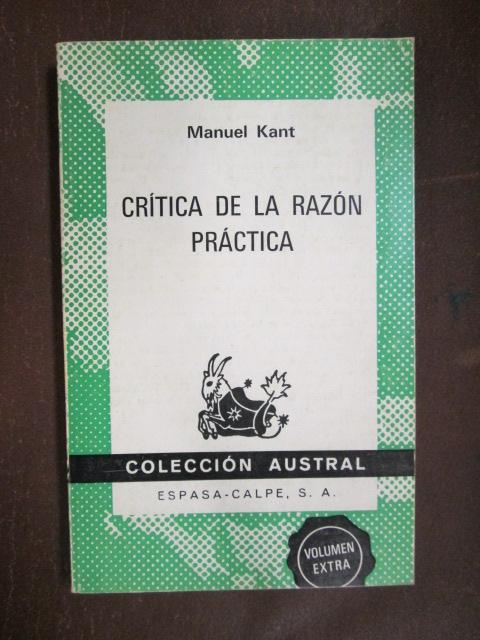 Manuel Kant
CRÍTICA DE LA RAZÓN
PRÁCTICA
COLECCIÓN AUSTRAL
ESPASA-CALPE, S. A.
VOLUMEN
EXTRA